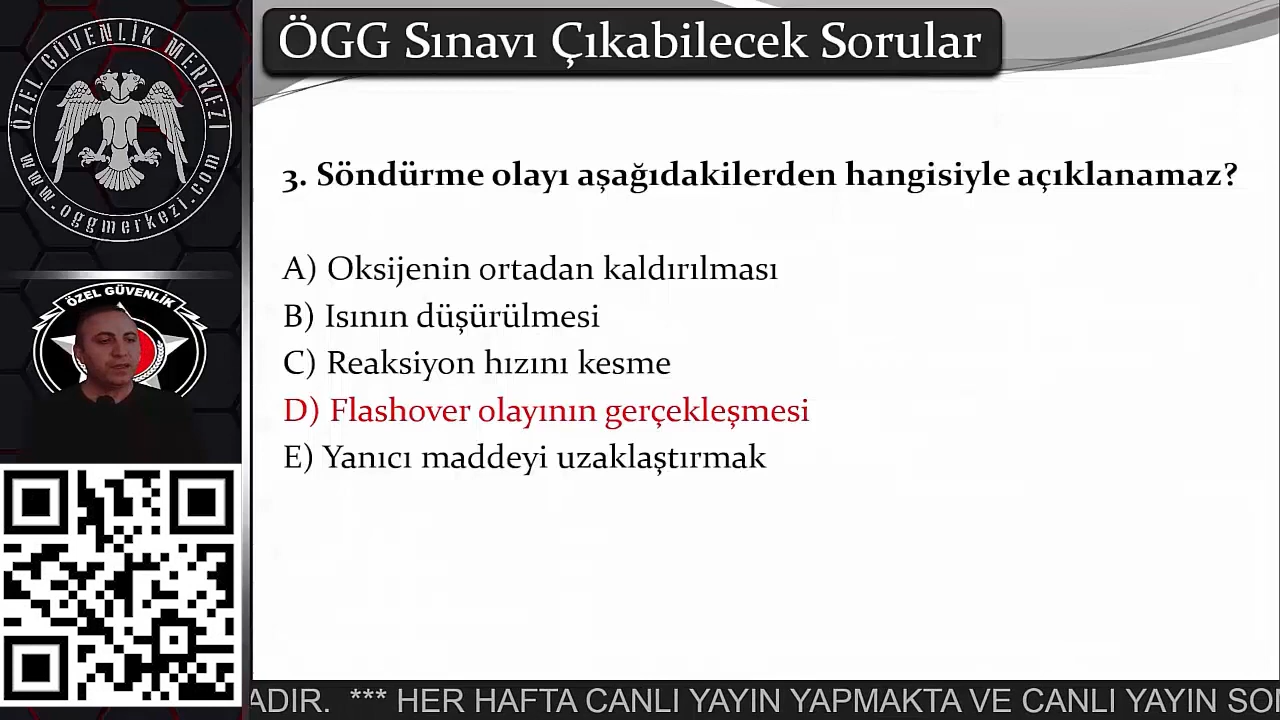 ÖGG Sınavı Çıkabilecek Sorular
ÖZEL GÜVENLİK MERKEZİ
www.oggmerkezi.com
3. Söndürme olayı aşağıdakilerden hangisiyle açıklanamaz?
A) Oksijenin ortadan kaldırılması
B) Isının düşürülmesi
C) Reaksiyon hızını kesme
D) Flashover olayının gerçekleşmesi
E) Yanıcı maddeyi uzaklaştırmak
ÖZEL GÜVENLİK
ADIR. *** HER HAFTA CANLI YAYIN YAPMAKTA VE CANLI YAYIN SON